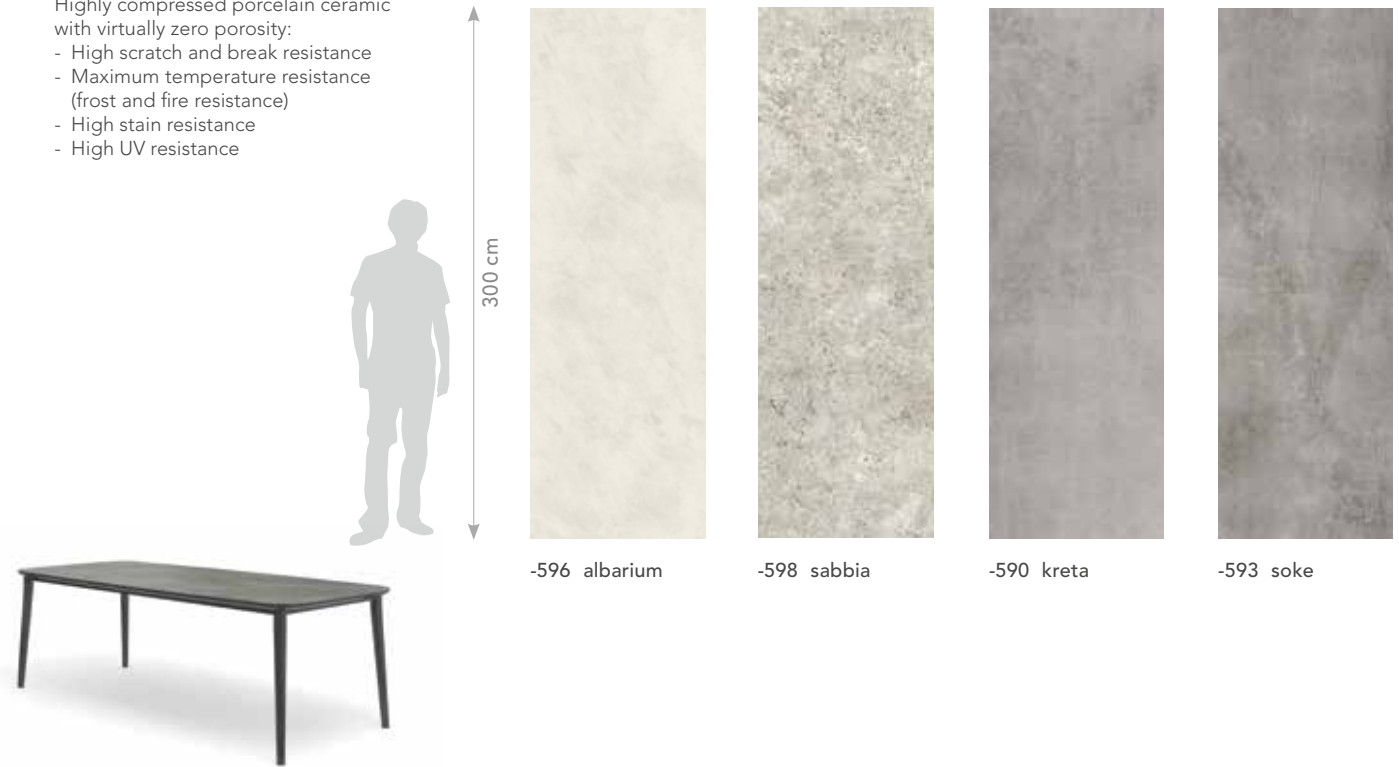 Highly compressed porcelain ceramic
with virtually zero porosity:
- High scratch and break resistance
- Maximum temperature resistance
(frost and fire resistance)
- High stain resistance
- High UV resistance
300 cm
-596 albarium
-598 sabbia
-590 kreta
-593 soke